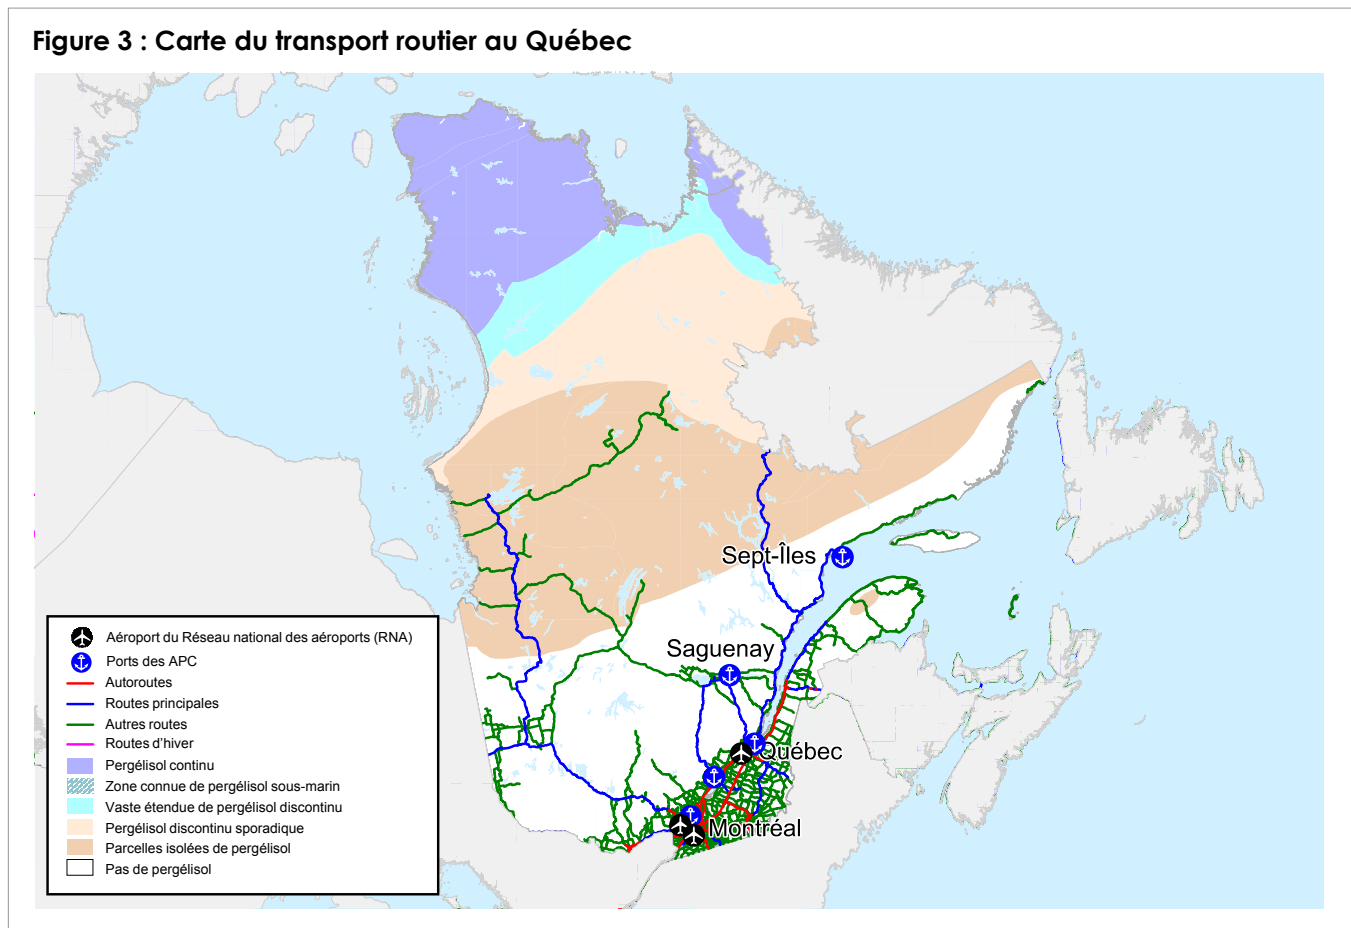 Figure 3 : Carte du transport routier au Québec
Sept-Îles
Saguenay
Québec
Montréal
Aéroport du Réseau national des aéroports (RNA)
Ports des APC
Autoroutes
Routes principales
Autres routes
Routes d'hiver
Pergélisol continu
Zone connue de pergélisol sous-marin
Vaste étendue de pergélisol discontinu
Pergélisol discontinu sporadique
Parcelles isolées de pergélisol
Pas de pergélisol